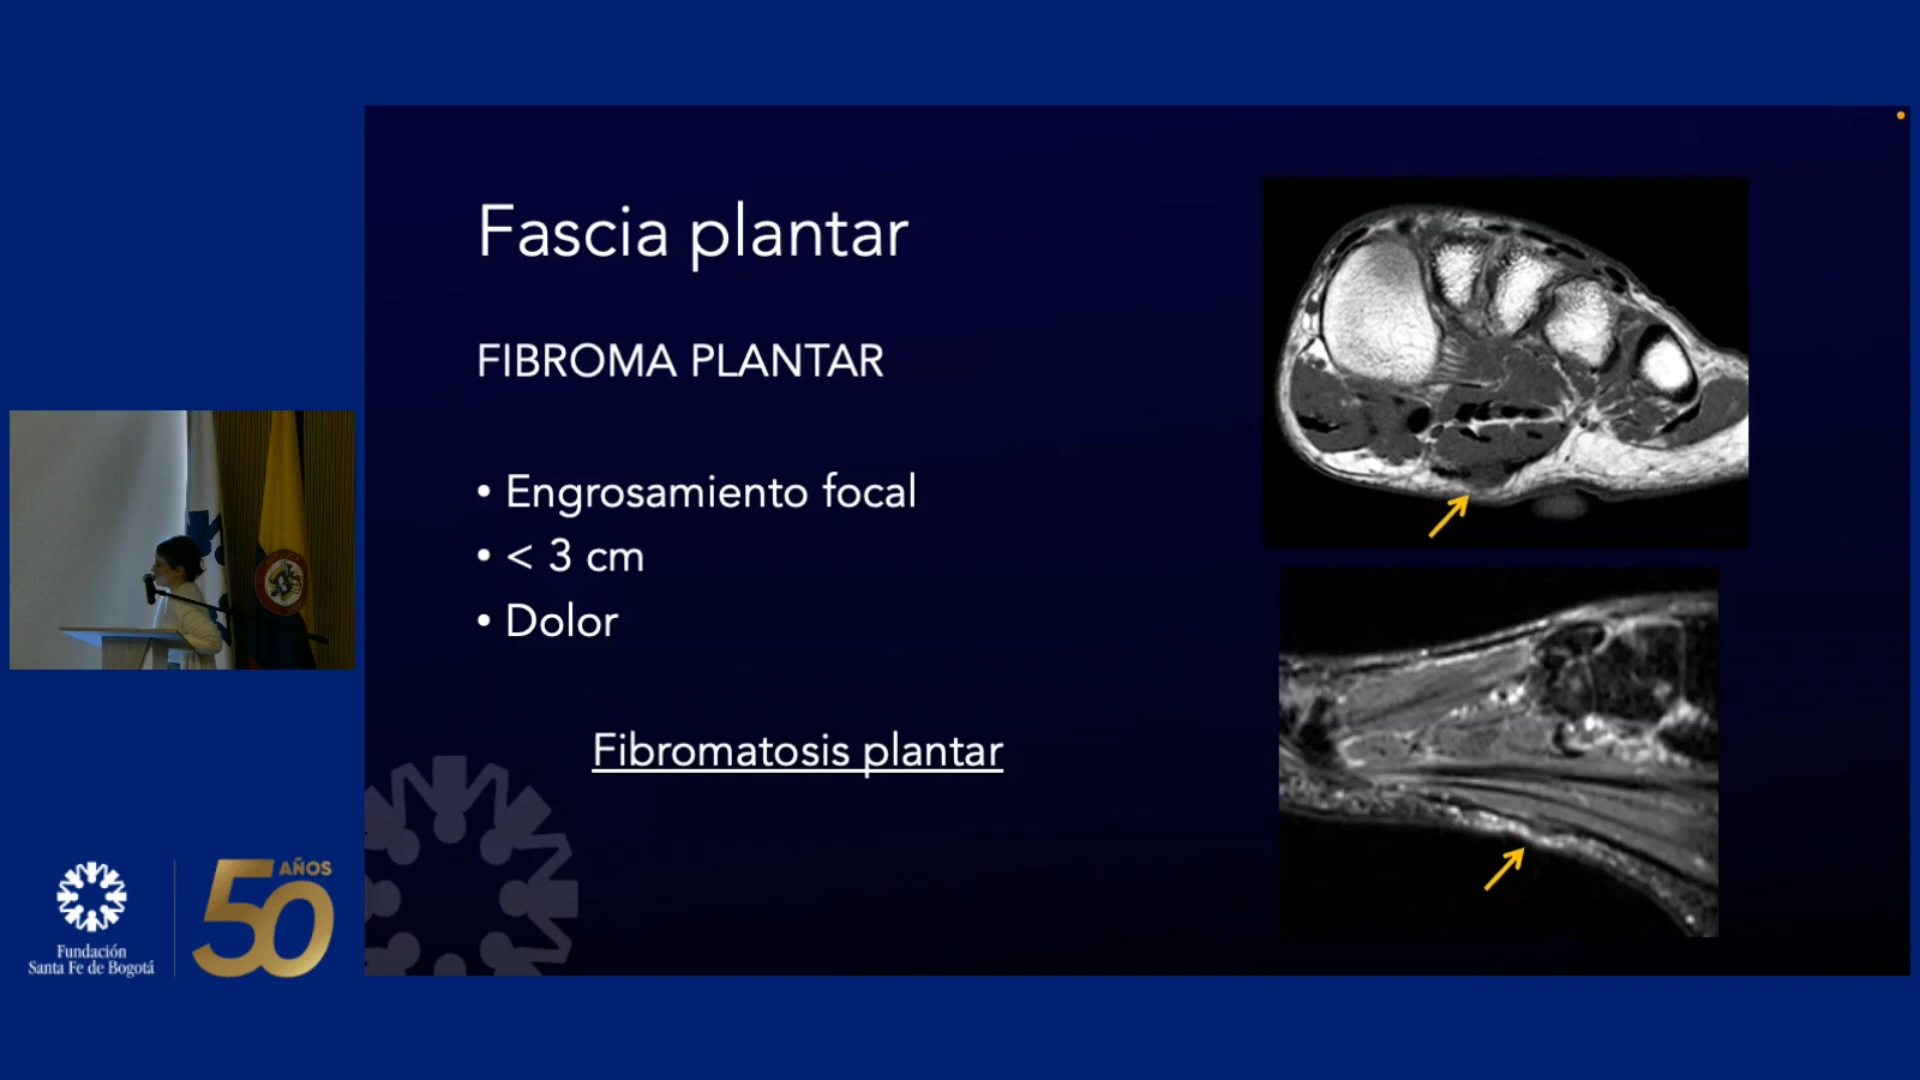 Fascia plantar
FIBROMA PLANTAR
• Engrosamiento focal
• < 3 cm
• Dolor
Fibromatosis plantar
Fundación
Santa Fe de Bogotá
50 AÑOS